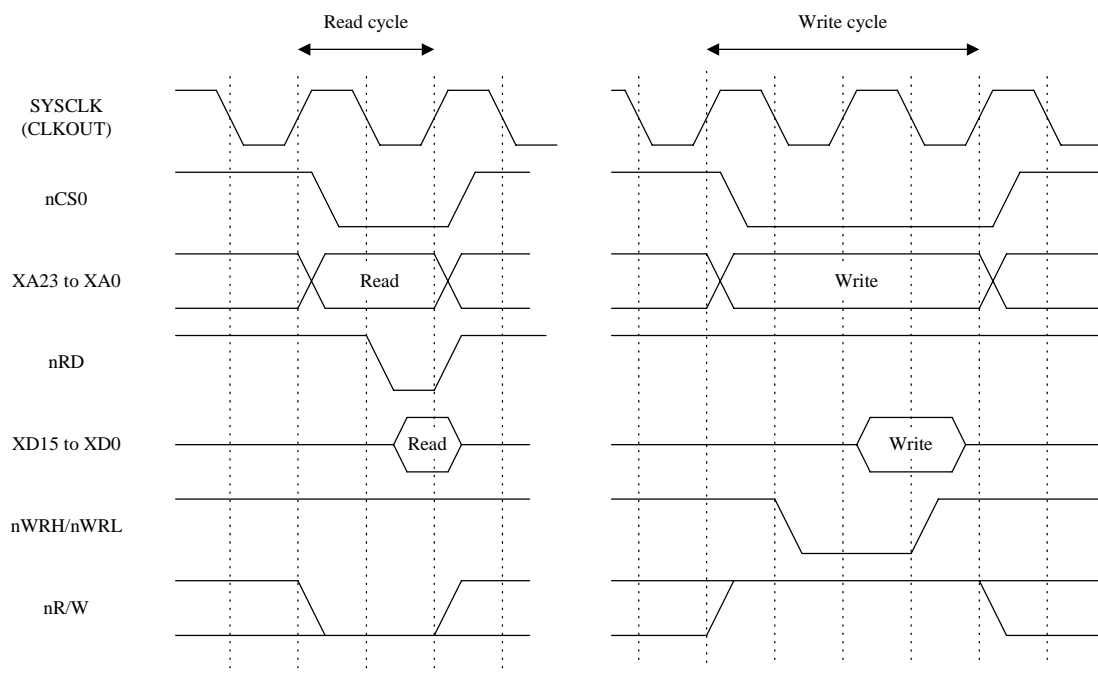 Read cycle
Write cycle
SYSCLK
(CLKOUT)
nCS0
XA23 to XA0
Read
Write
nRD
XD15 to XD0
Read
Write
nWRH/nWRL
nR/W